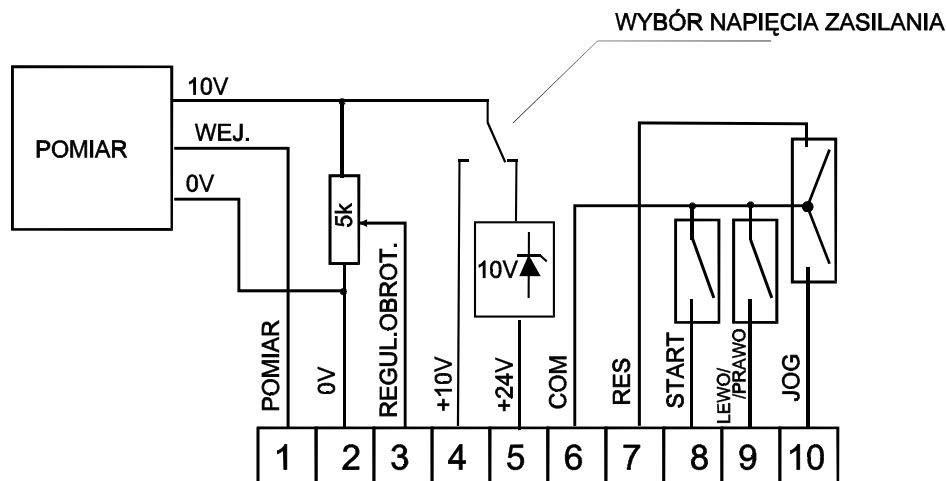 WYBÓR NAPIĘCIA ZASILANIA
10V
WEJ.
POMIAR
0V
5k
10V
POMIAR
0V
REGUL.OBROT.
+10V
+24V
COM
RES
START
LEWO/
/PRAWO
JOG
1 2 3 4 5 6 7 8 9 10